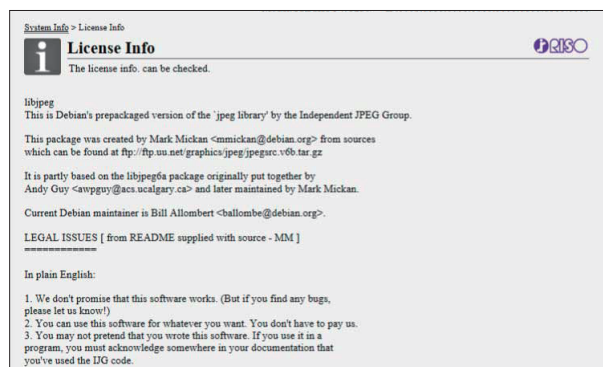 System Info > License Info
License Info
RISO
The license info. can be checked.
libjpeg
This is Debian's prepackaged version of the `jpeg library' by the Independent JPEG Group.
This package was created by Mark Mickan <mmickan@debian.org> from sources
which can be found at ftp://ftp.uu.net/graphics/jpeg/jpegsrc.v6b.tar.gz
It is partly based on the libjpeg6a package originally put together by
Andy Guy <awpguy@acs.ucalgary.ca> and later maintained by Mark Mickan.
Current Debian maintainer is Bill Allombert <ballombe@debian.org>.
LEGAL ISSUES [ from README supplied with source - MM ]
============
In plain English:
1. We don't promise that this software works. (But if you find any bugs,
please let us know!)
2. You can use this software for whatever you want. You don't have to pay us.
3. You may not pretend that you wrote this software. If you use it in a
program, you must acknowledge somewhere in your documentation that
you've used the IJG code.